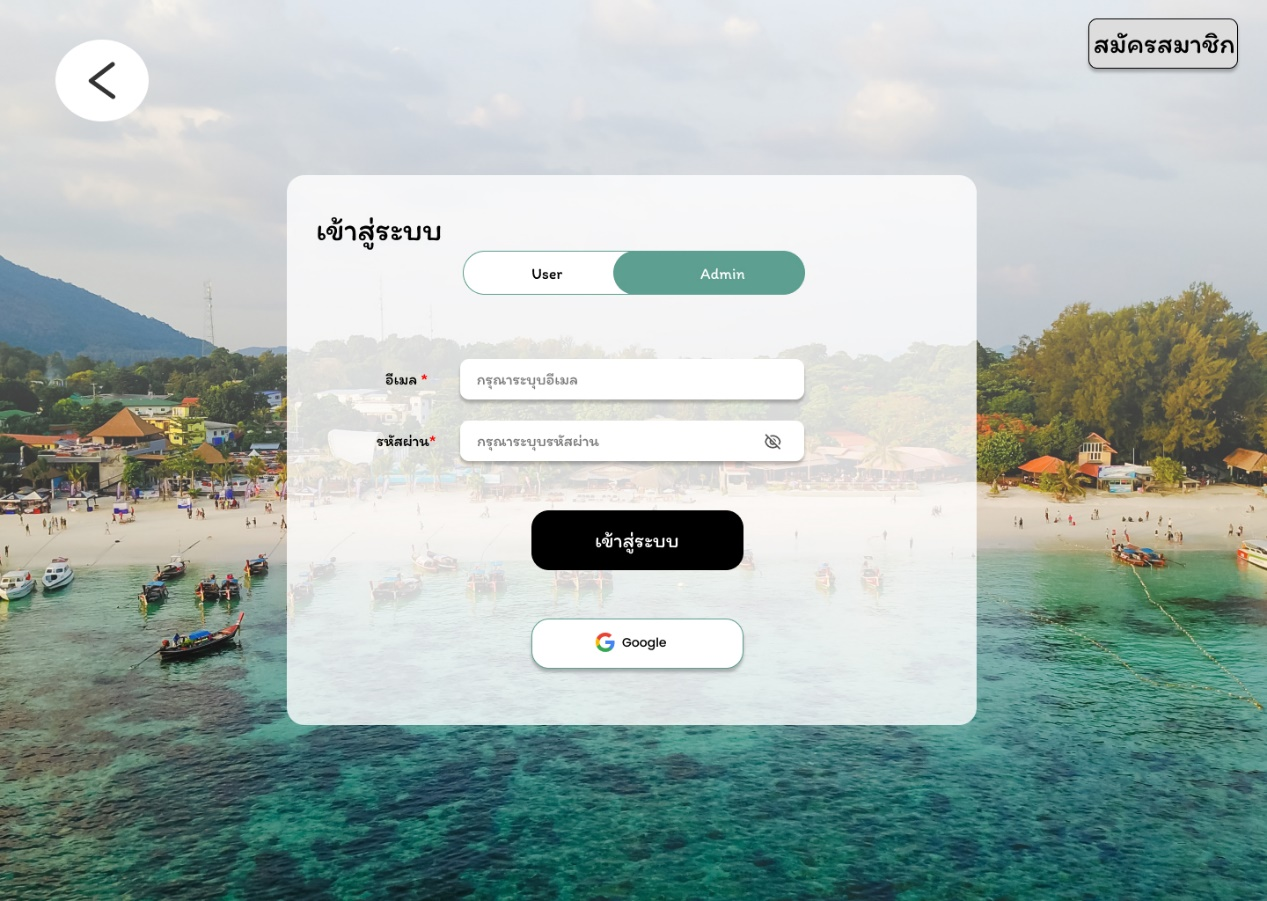 สมัครสมาชิก
เข้าสู่ระบบ
User Admin
อีเมล * กรุณาระบุบอีเมล
รหัสผ่าน* กรุณาระบุบรหัสผ่าน
เข้าสู่ระบบ
Google